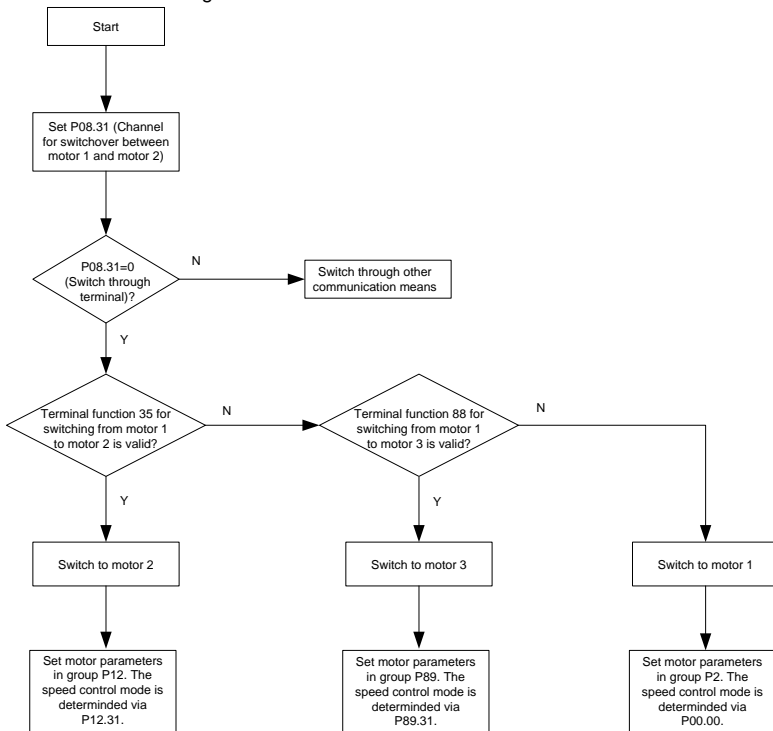 Start
Set P08.31 (Channel
for switchover between
motor 1 and motor 2)
P08.31=0
(Switch through
terminal)?
N
Switch through other
communication means
Y
Terminal function 35 for
switching from motor 1
to motor 2 is valid?
N
Terminal function 88 for
switching from motor 1
to motor 3 is valid?
N
Y
Y
Switch to motor 2
Switch to motor 3
Switch to motor 1
Set motor parameters
in group P12. The
speed control mode is
determinded via
P12.31.
Set motor parameters
in group P89. The
speed control mode is
determinded via
P89.31.
Set motor parameters
in group P2. The
speed control mode is
determinded via
P00.00.